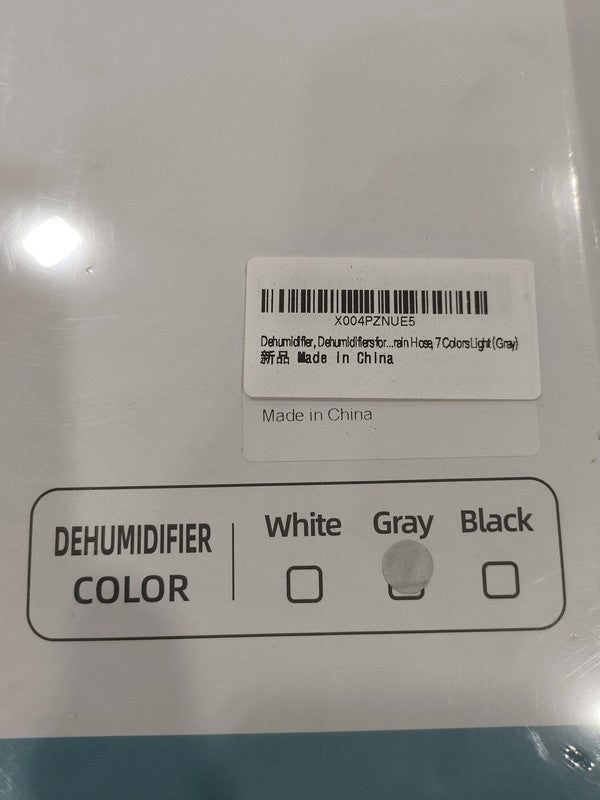 X004PZNUE5
Dehumidifier, Dehumidifiers for...rain Hose, 7 Colors Light (Gray)
新品 Made in China
Made in China
DEHUMIDIFIER
COLOR
White Gray Black